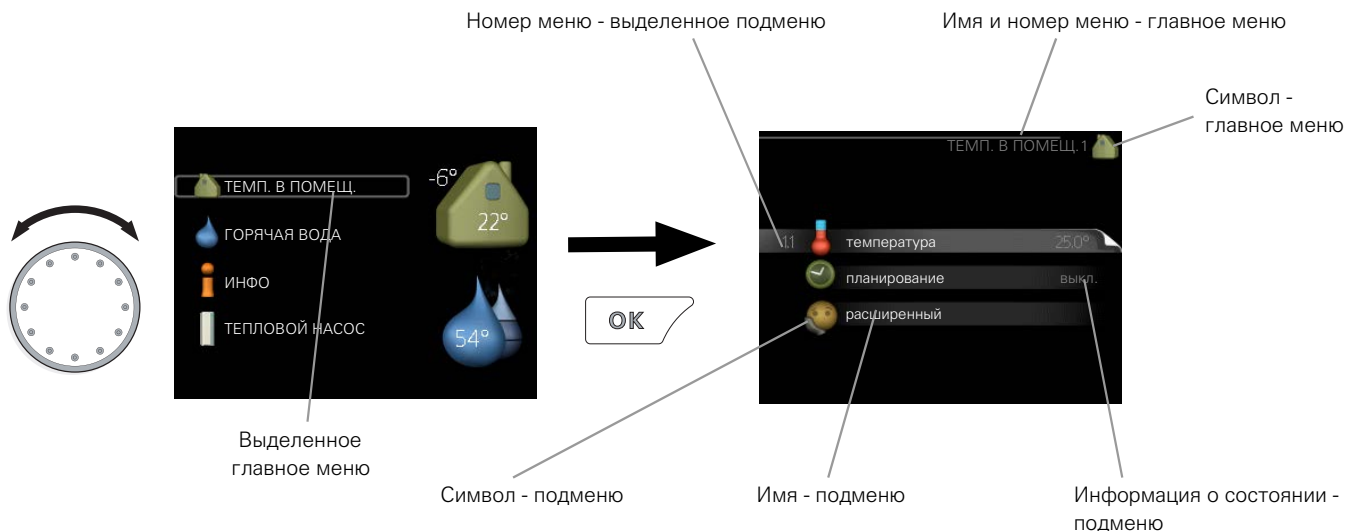 Номер меню - выделенное подменю
Имя и номер меню - главное меню
Символ -
главное меню
ТЕМП. В ПОМЕЩ.
ГОРЯЧАЯ ВОДА
ИНФО
ТЕПЛОВОЙ НАСОС
-6°
22°
54°
OK
ТЕМП. В ПОМЕЩ.1
1.1 температура 25.0°
планирование выкл.
расширенный
Выделенное
главное меню
Символ - подменю
Имя - подменю
Информация о состоянии -
подменю